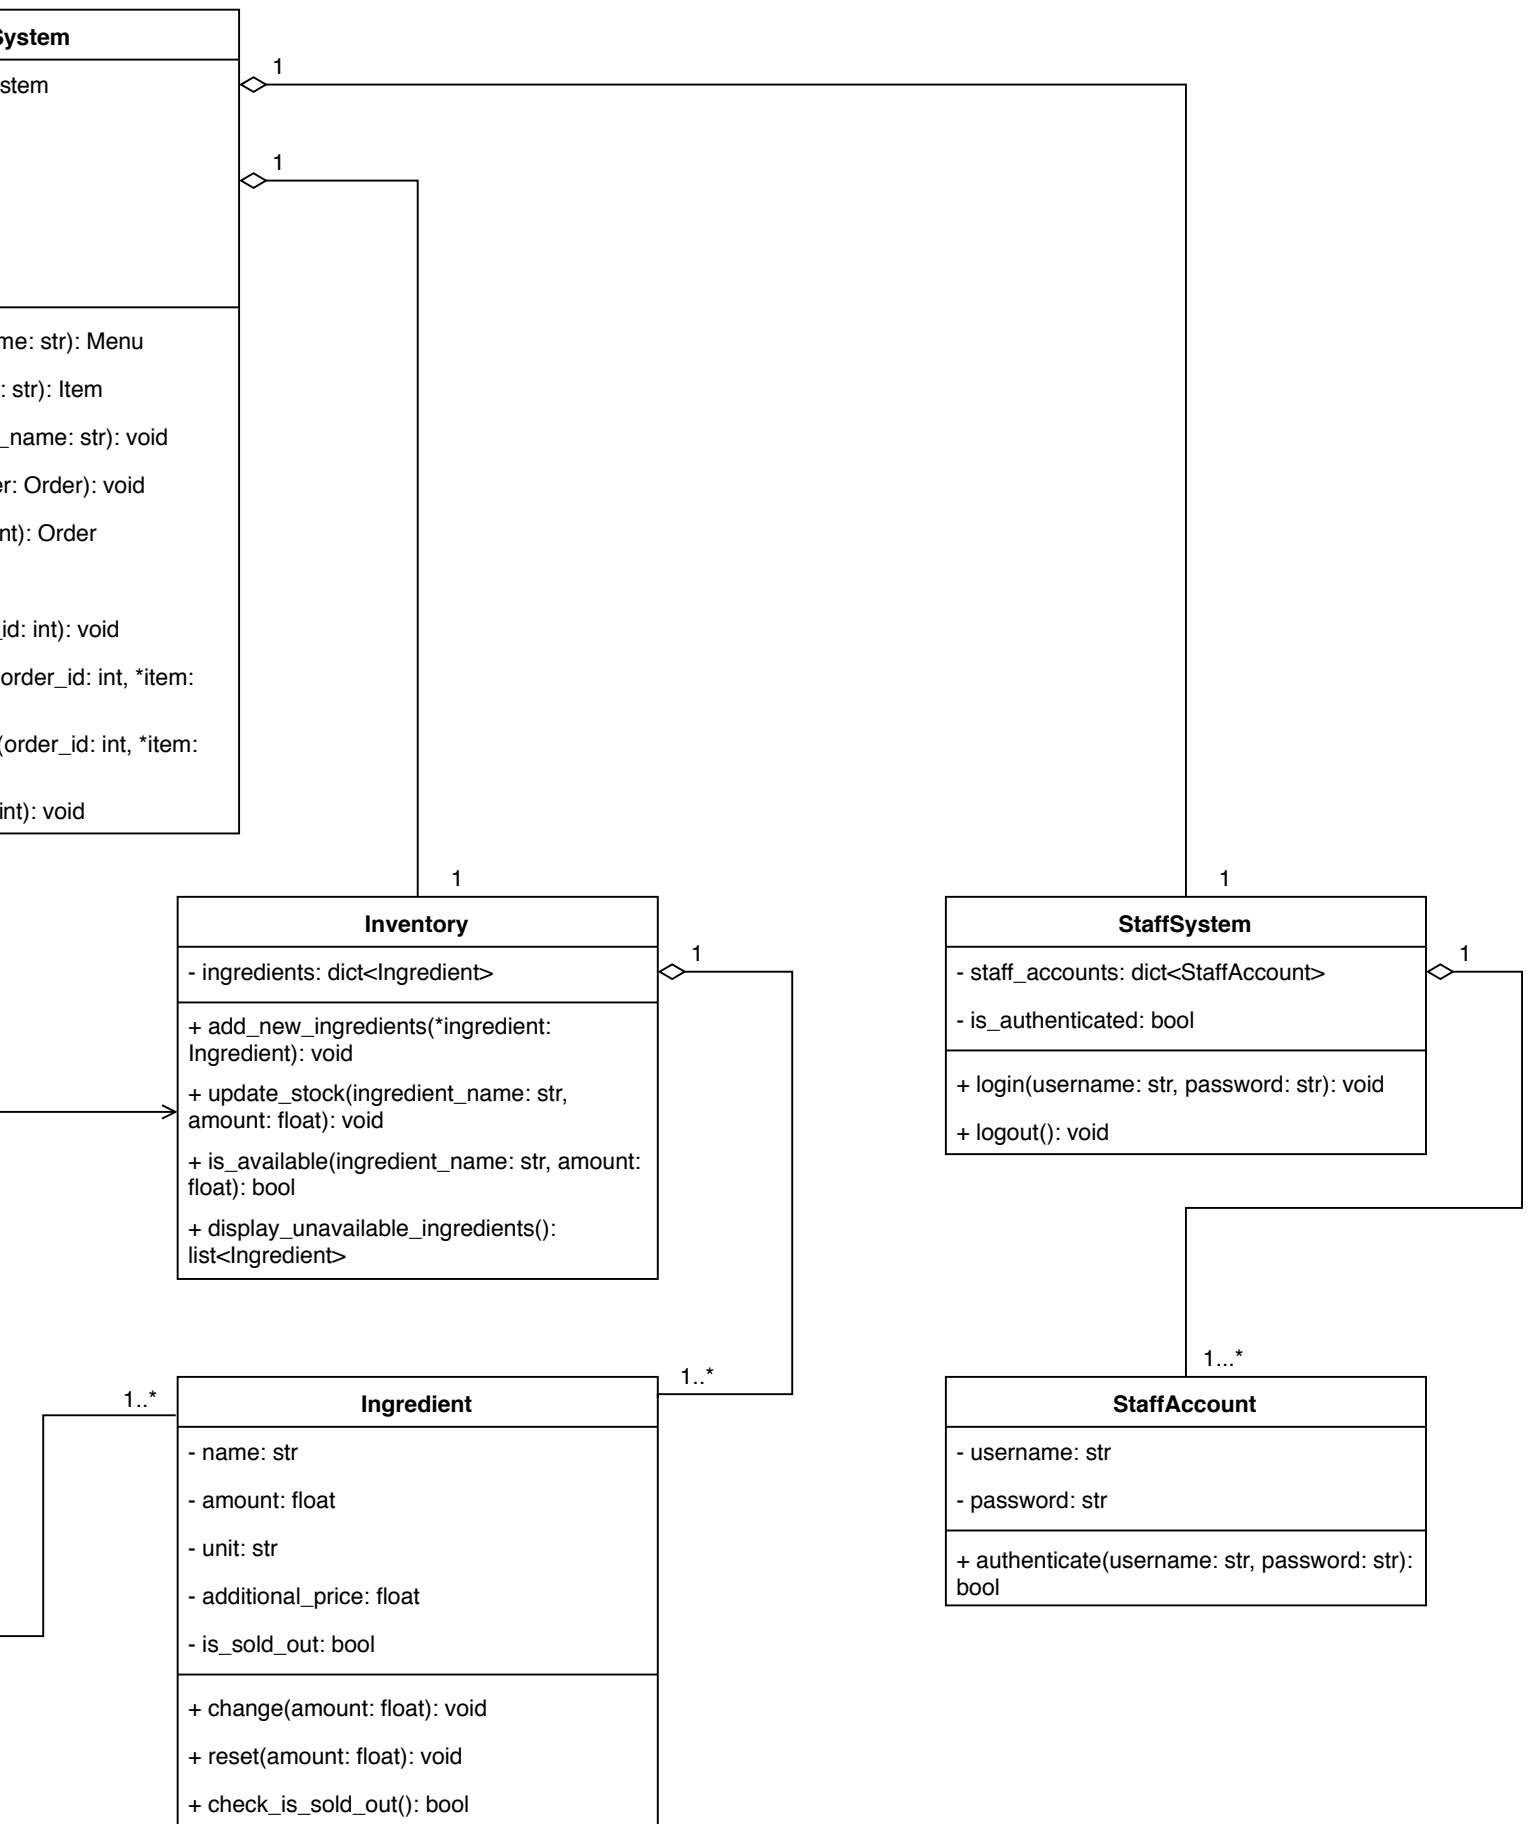 System
stem
1
1
me: str): Menu
: str): Item
_name: str): void
er: Order): void
nt): Order
_id: int): void
order_id: int, *item:
(order_id: int, *item:
int): void
1
1
Inventory
- ingredients: dict<Ingredient>
+ add_new_ingredients(*ingredient:
Ingredient): void
+ update_stock(ingredient_name: str,
amount: float): void
+ is_available(ingredient_name: str, amount:
float): bool
+ display_unavailable_ingredients():
list<Ingredient>
1
StaffSystem
- staff_accounts: dict<StaffAccount>
- is_authenticated: bool
+ login(username: str, password: str): void
+ logout(): void
1
1..*
1..*
Ingredient
- name: str
- amount: float
- unit: str
- additional_price: float
- is_sold_out: bool
+ change(amount: float): void
+ reset(amount: float): void
+ check_is_sold_out(): bool
1...*
StaffAccount
- username: str
- password: str
+ authenticate(username: str, password: str):
bool